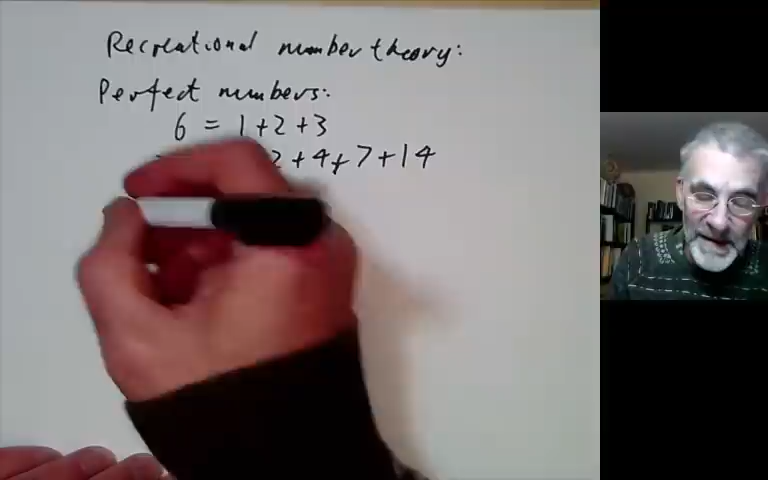 Recreational number theory:
Perfect numbers:
6 = 1+2+3
2 + 4 + 7 + 14